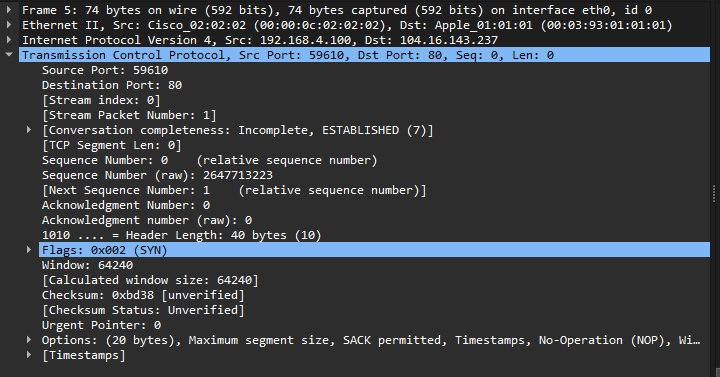 Frame 5: 74 bytes on wire (592 bits), 74 bytes captured (592 bits) on interface eth0, id 0
Ethernet II, Src: Cisco_02:02:02 (00:00:0c:02:02:02), Dst: Apple_01:01:01 (00:03:93:01:01:01)
Internet Protocol Version 4, Src: 192.168.4.100, Dst: 104.16.143.237
Transmission Control Protocol, Src Port: 59610, Dst Port: 80, Seq: 0, Len: 0
Source Port: 59610
Destination Port: 80
[Stream index: 0]
[Stream Packet Number: 1]
[Conversation completeness: Incomplete, ESTABLISHED (7)]
[TCP Segment Len: 0]
Sequence Number: 0    (relative sequence number)
Sequence Number (raw): 2647713223
[Next Sequence Number: 1    (relative sequence number)]
Acknowledgment Number: 0
Acknowledgment number (raw): 0
1010 .... = Header Length: 40 bytes (10)
Flags: 0x002 (SYN)
Window: 64240
[Calculated window size: 64240]
Checksum: 0xbd38 [unverified]
[Checksum Status: Unverified]
Urgent Pointer: 0
Options: (20 bytes), Maximum segment size, SACK permitted, Timestamps, No-Operation (NOP), Wi…
[Timestamps]